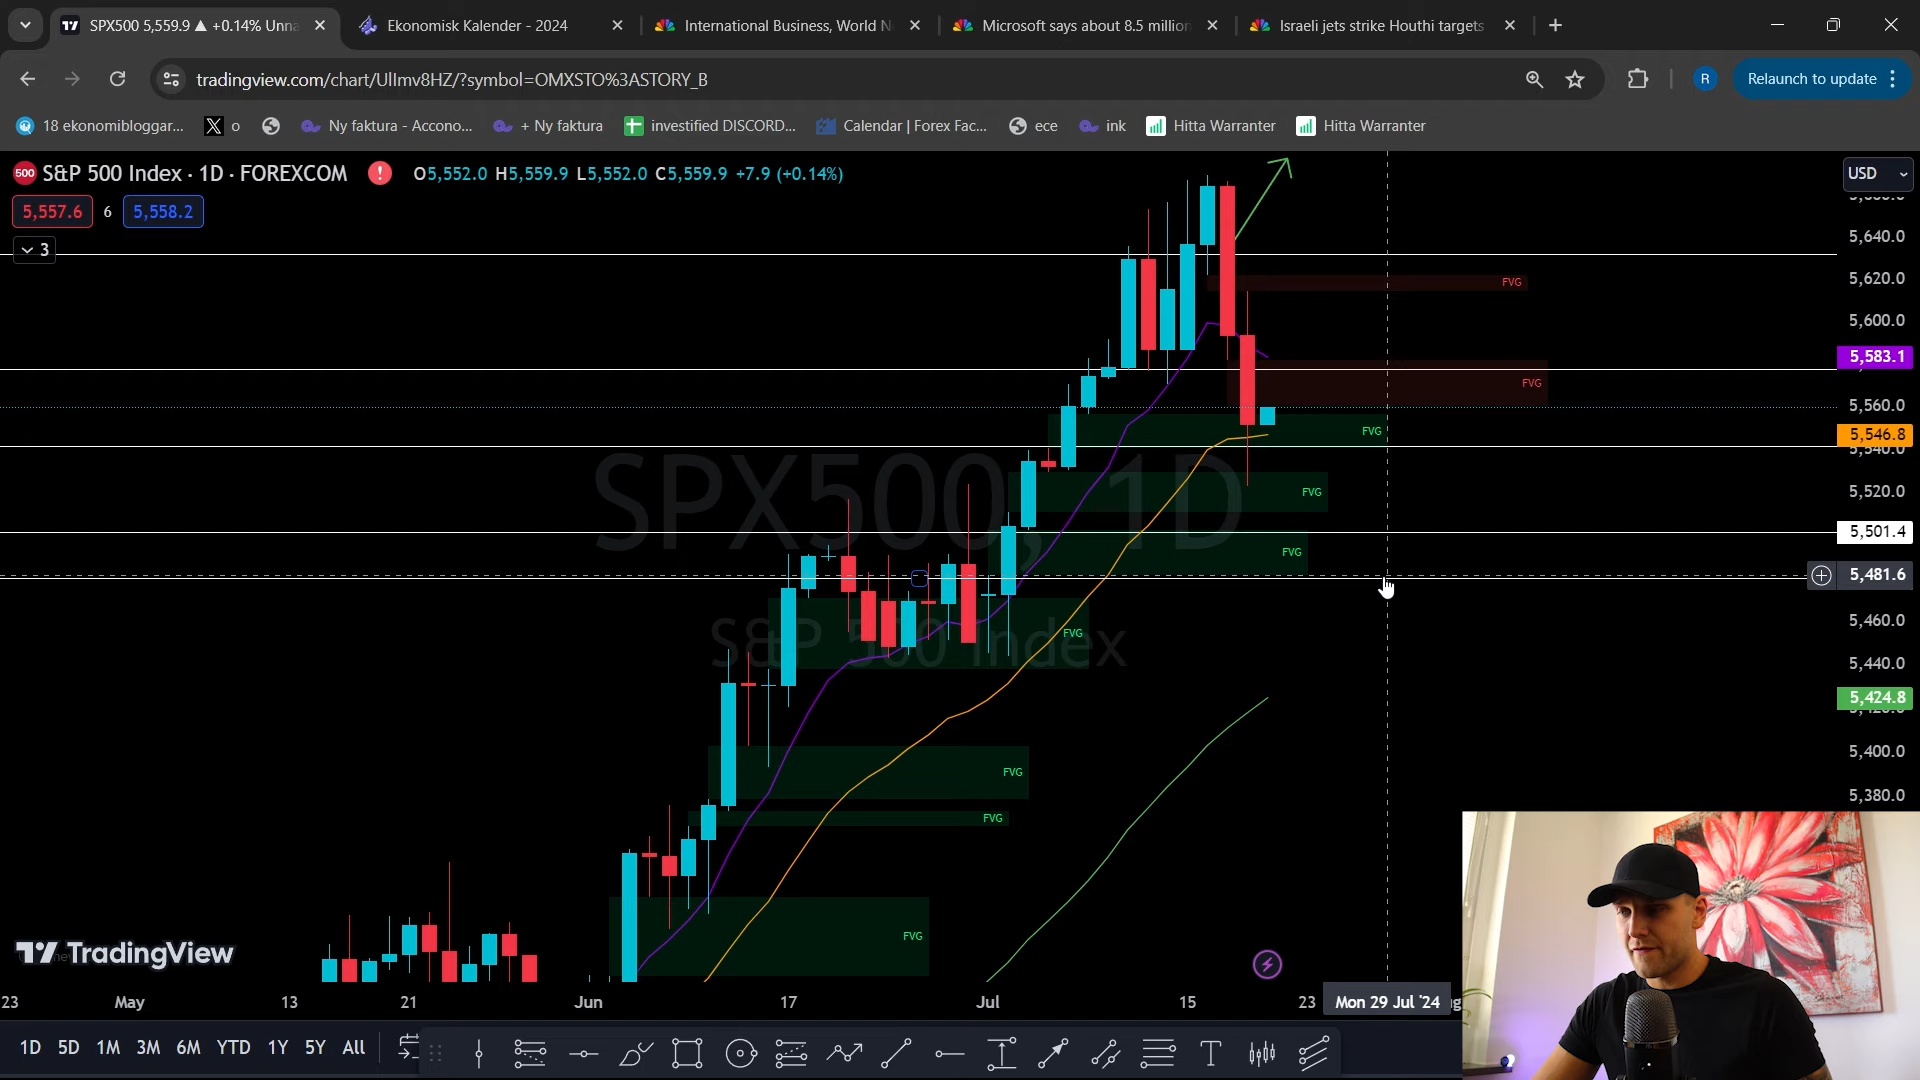 SPX500 5,559.9 ▲ +0.14% Unna
Ekonomisk Kalender - 2024
International Business, World N
Microsoft says about 8.5 million
Israeli jets strike Houthi targets
tradingview.com/chart/UlImv8HZ/?symbol=OMXSTO%3ASTORY_B
R
Relaunch to update
18 ekonomibloggar...
o
Ny faktura - Accono...
+ Ny faktura
investified DISCORD...
Calendar | Forex Fac...
ece
ink
Hitta Warranter
Hitta Warranter
500 S&P 500 Index · 1D · FOREXCOM
O5,552.0 H5,559.9 L5,552.0 C5,559.9 +7.9 (+0.14%)
USD
5,557.6 6 5,558.2
3
5,640.0
5,620.0
FVG
5,600.0
5,583.1
FVG
5,560.0
FVG
5,546.8
5,540.0
SPX500, 1D
FVG
5,520.0
5,501.4
FVG
5,481.6
S&P 500 Index
FVG
5,460.0
5,440.0
5,424.8
FVG
5,400.0
5,380.0
FVG
FVG
TradingView
23 May 13 21 Jun 17 Jul 15 23 Mon 29 Jul '24
1D 5D 1M 3M 6M YTD 1Y 5Y All